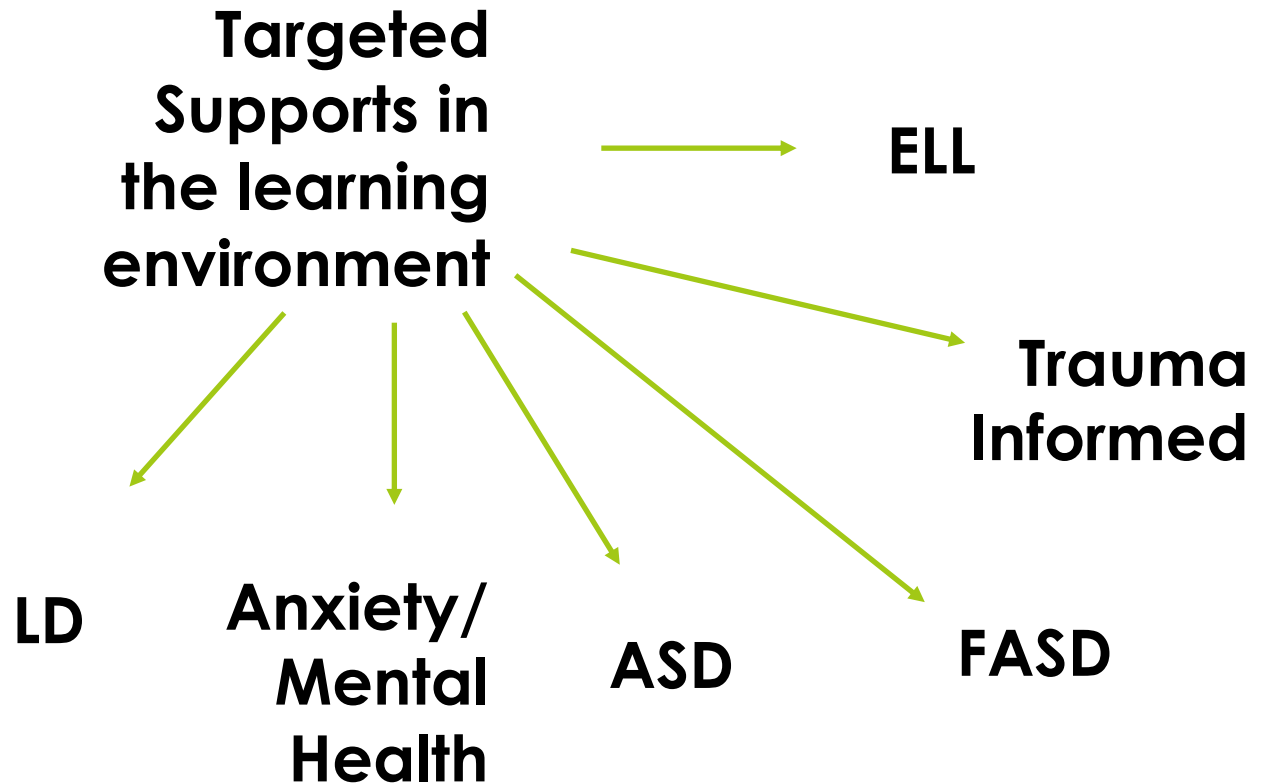 Targeted
Supports in
the learning
environment
ELL
Trauma
Informed
LD
Anxiety/
Mental
Health
ASD
FASD